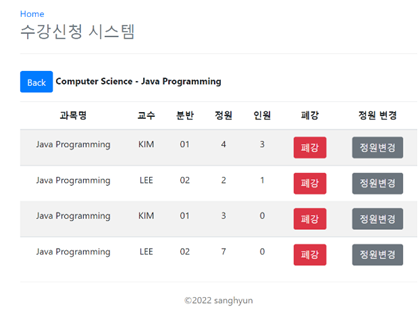 Home
수강신청 시스템
Back Computer Science - Java Programming
과목명 교수 분반 정원 인원 폐강 정원 변경
Java Programming KIM 01 4 3 폐강 정원변경
Java Programming LEE 02 2 1 폐강 정원변경
Java Programming KIM 01 3 0 폐강 정원변경
Java Programming LEE 02 7 0 폐강 정원변경
©2022 sanghyun